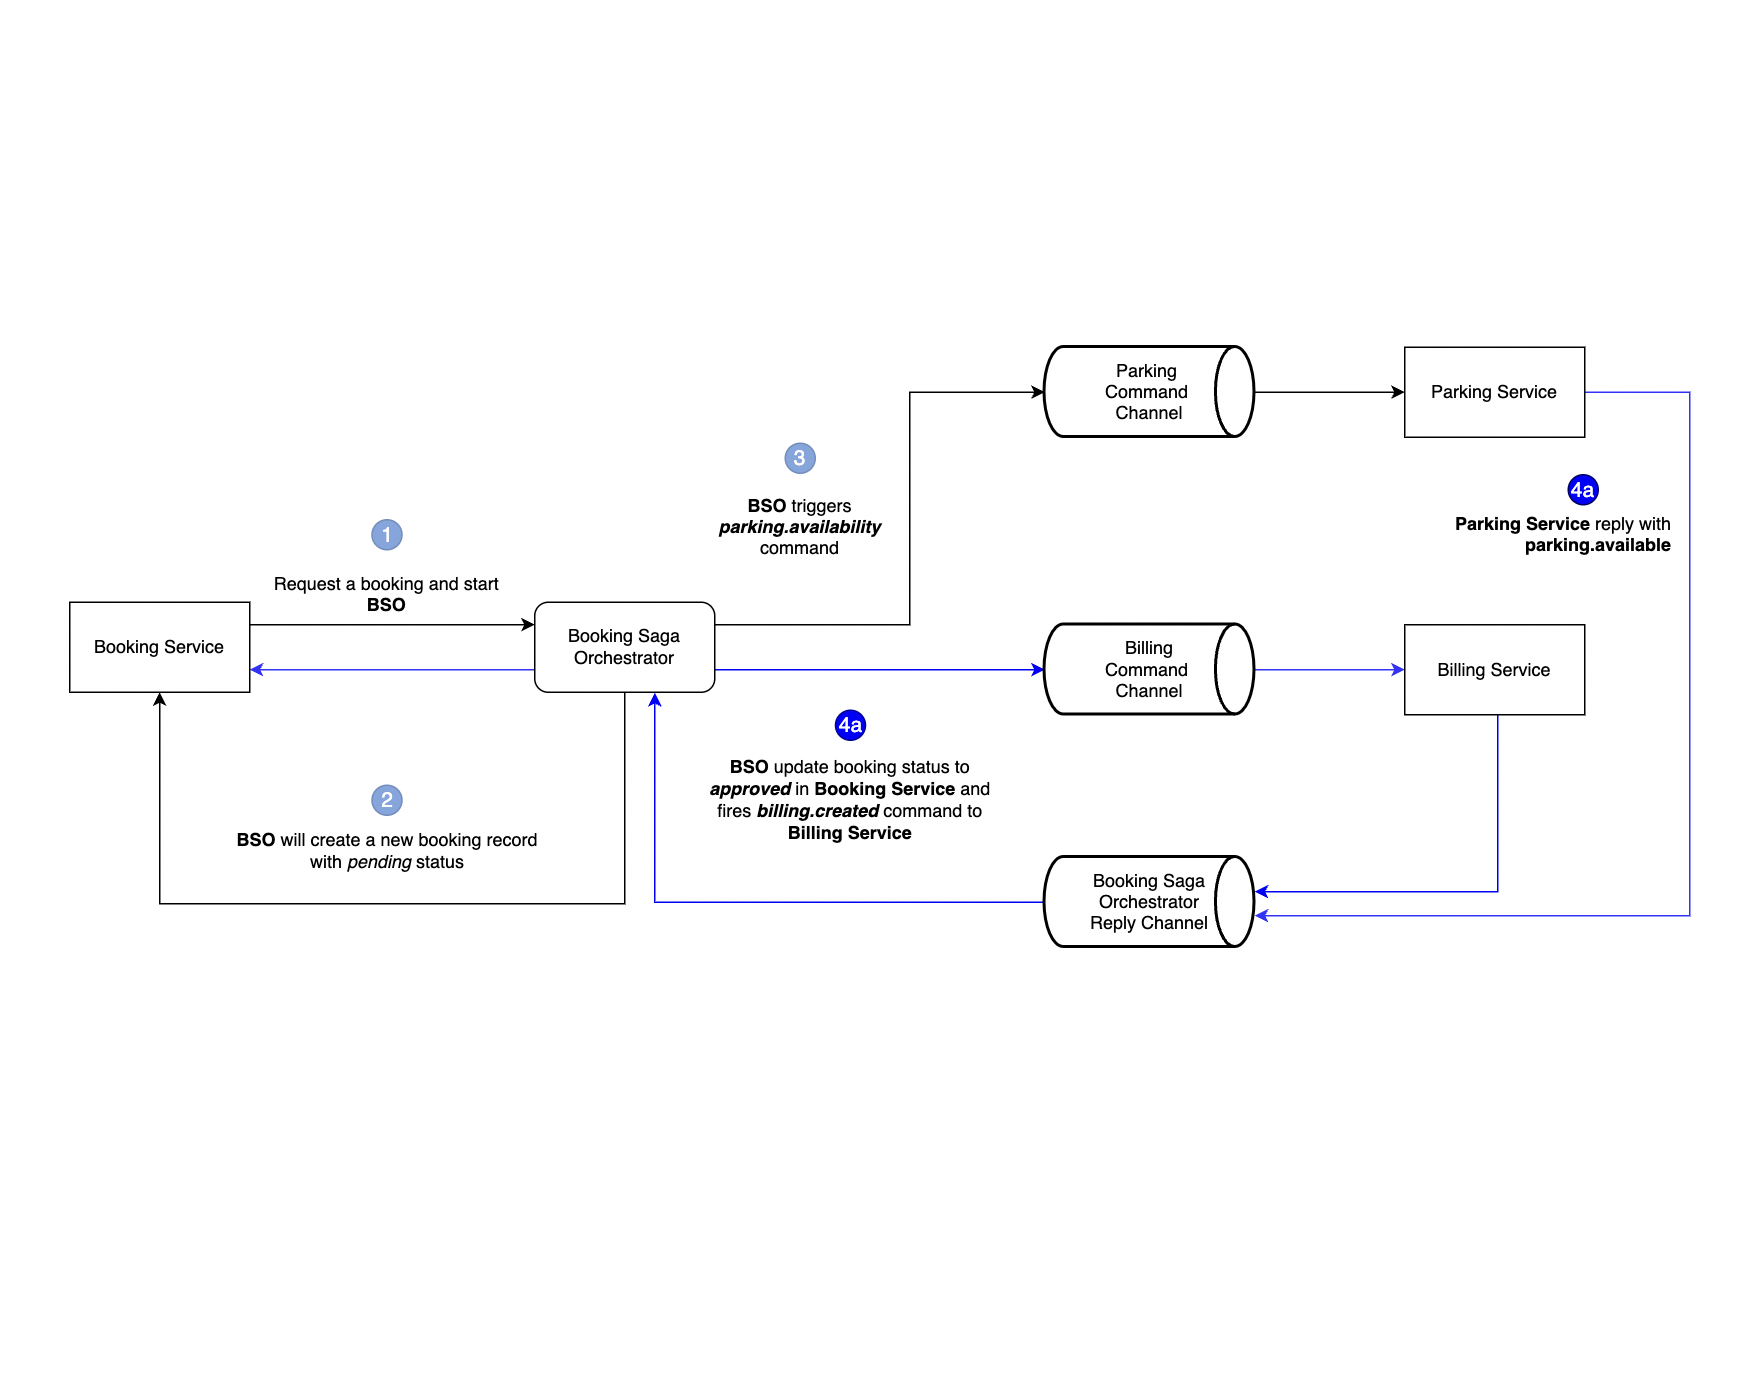 Parking
Command
Channel
Parking Service
3
BSO triggers
parking.availability
command
4a
Parking Service reply with
parking.available
1
Request a booking and start
BSO
Booking Service
Booking Saga
Orchestrator
Billing
Command
Channel
Billing Service
4a
BSO update booking status to
approved in Booking Service and
fires billing.created command to
Billing Service
2
BSO will create a new booking record
with pending status
Booking Saga
Orchestrator
Reply Channel